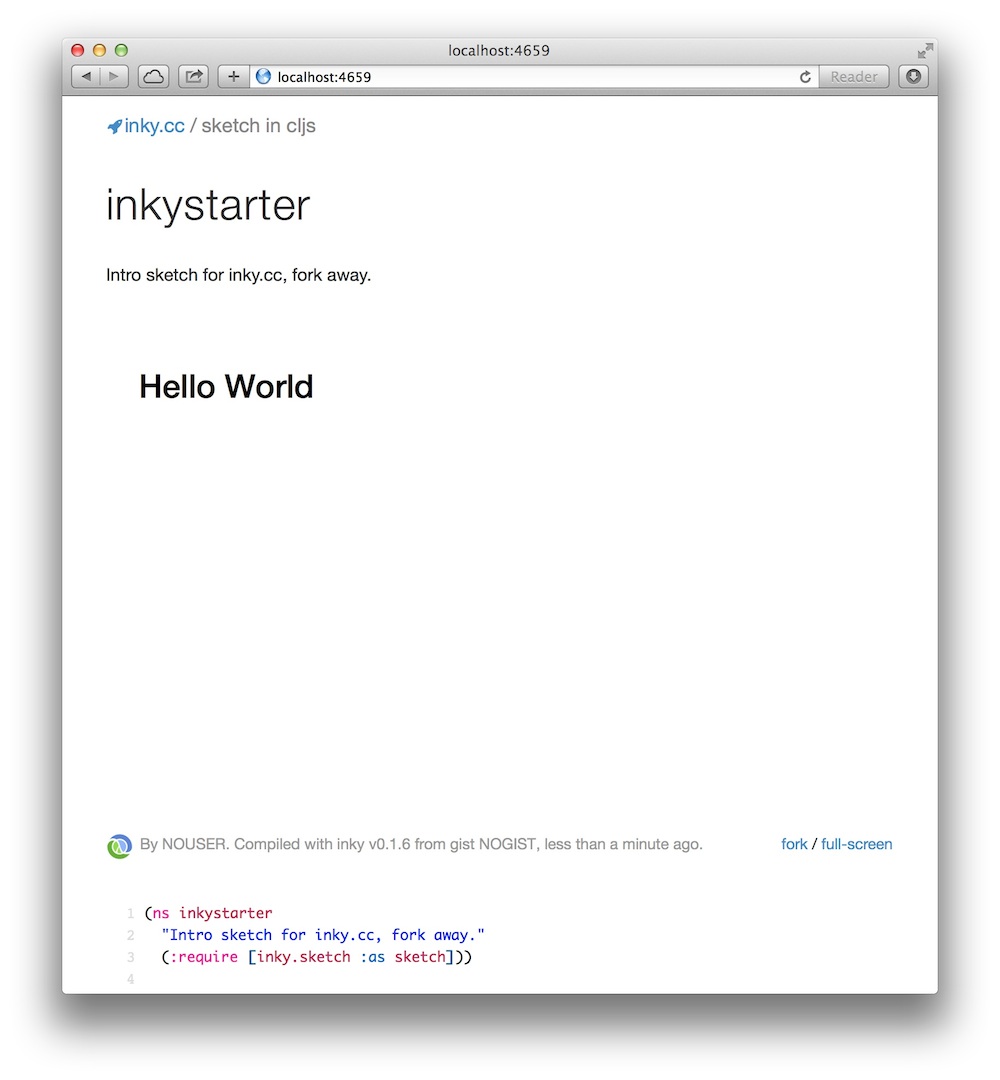 localhost:4659
localhost:4659 Reader
inky.cc / sketch in cljs
inkystarter
Intro sketch for inky.cc, fork away.
Hello World
By NOUSER. Compiled with inky v0.1.6 from gist NOGIST, less than a minute ago. fork / full-screen
1 (ns inkystarter
2   "Intro sketch for inky.cc, fork away."
3   (:require [inky.sketch :as sketch]))
4